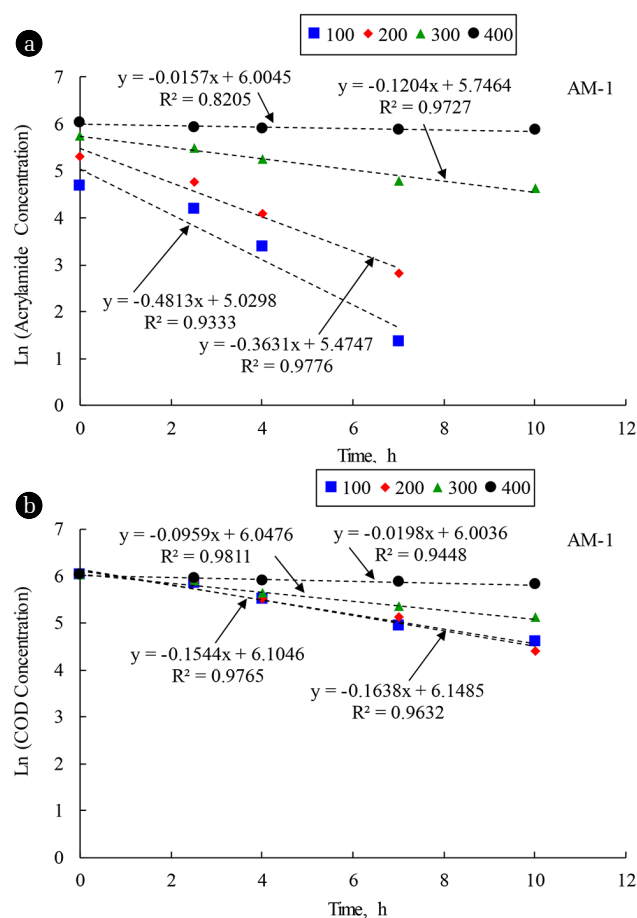 a
100 200 300 400
AM-1
y = -0.0157x + 6.0045
R² = 0.8205
y = -0.1204x + 5.7464
R² = 0.9727
y = -0.4813x + 5.0298
R² = 0.9333
y = -0.3631x + 5.4747
R² = 0.9776
Ln (Acrylamide Concentration)
7
6
5
4
3
2
1
0
0 2 4 6 8 10 12
Time, h
b
100 200 300 400
AM-1
y = -0.0959x + 6.0476
R² = 0.9811
y = -0.0198x + 6.0036
R² = 0.9448
y = -0.1544x + 6.1046
R² = 0.9765
y = -0.1638x + 6.1485
R² = 0.9632
Ln (COD Concentration)
7
6
5
4
3
2
1
0
0 2 4 6 8 10 12
Time, h